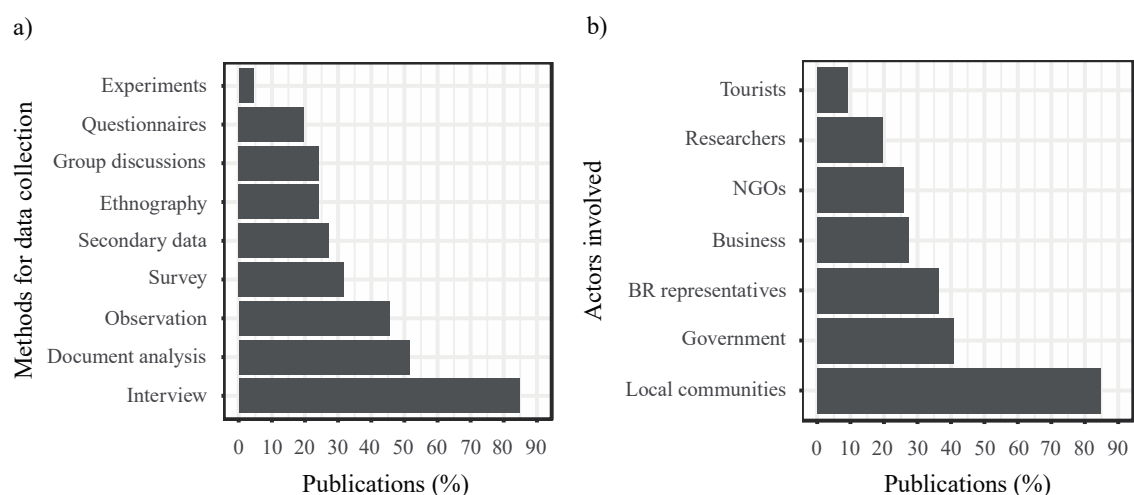 a)
Methods for data collection
Experiments
Questionnaires
Group discussions
Ethnography
Secondary data
Survey
Observation
Document analysis
Interview
0 10 20 30 40 50 60 70 80 90
Publications (%)
b)
Actors involved
Tourists
Researchers
NGOs
Business
BR representatives
Government
Local communities
0 10 20 30 40 50 60 70 80 90
Publications (%)